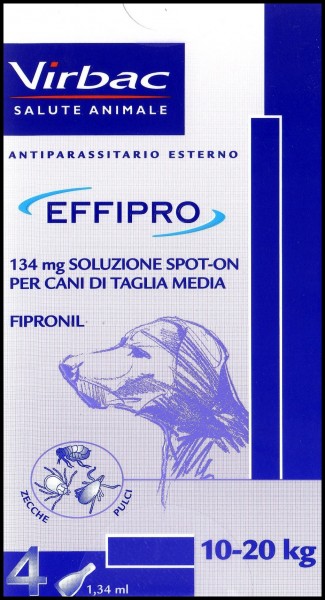 Virbac
SALUTE ANIMALE
ANTIPARASSITARIO ESTERNO
EFFIPRO
134 mg SOLUZIONE SPOT-ON
PER CANI DI TAGLIA MEDIA
FIPRONIL
ZECCHE
PULCI
4
1,34 ml
10-20 kg